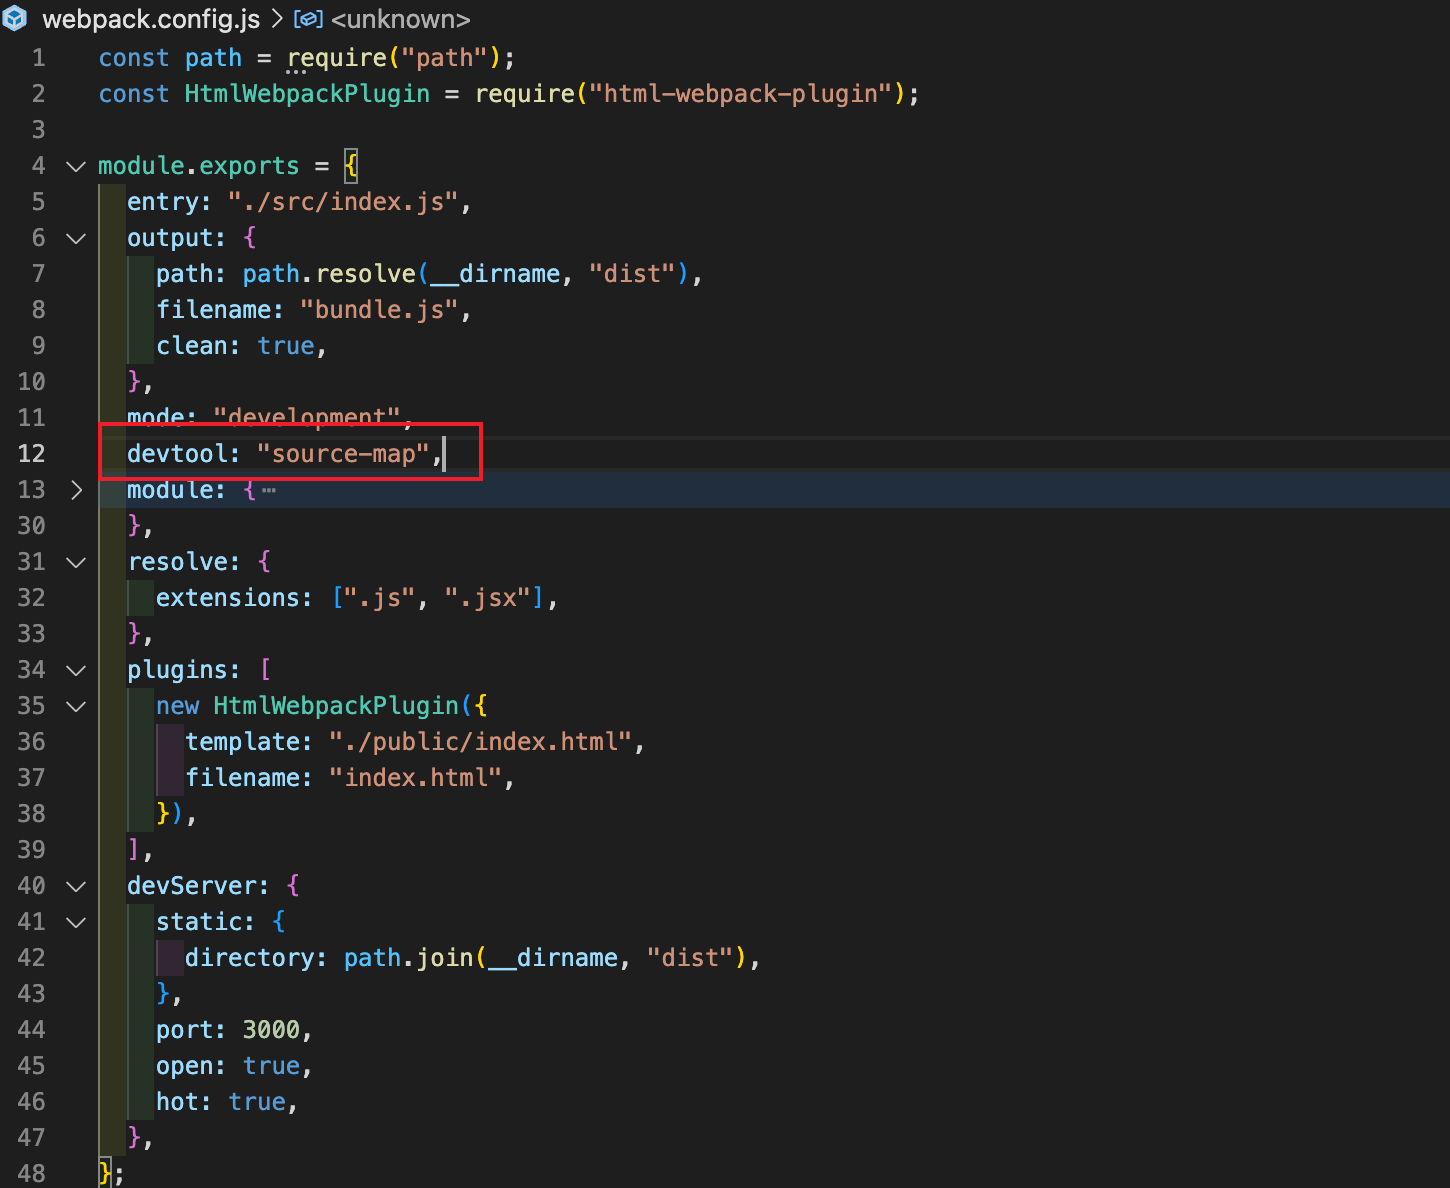 webpack.config.js > <unknown>
1 const path = require("path");
2 const HtmlWebpackPlugin = require("html-webpack-plugin");
3
4 module.exports = {
5   entry: "./src/index.js",
6   output: {
7     path: path.resolve(__dirname, "dist"),
8     filename: "bundle.js",
9     clean: true,
10   },
11   mode: "development",
12   devtool: "source-map",
13   module: {⋯
30   },
31   resolve: {
32     extensions: [".js", ".jsx"],
33   },
34   plugins: [
35     new HtmlWebpackPlugin({
36       template: "./public/index.html",
37       filename: "index.html",
38     }),
39   ],
40   devServer: {
41     static: {
42       directory: path.join(__dirname, "dist"),
43     },
44     port: 3000,
45     open: true,
46     hot: true,
47   },
48 };